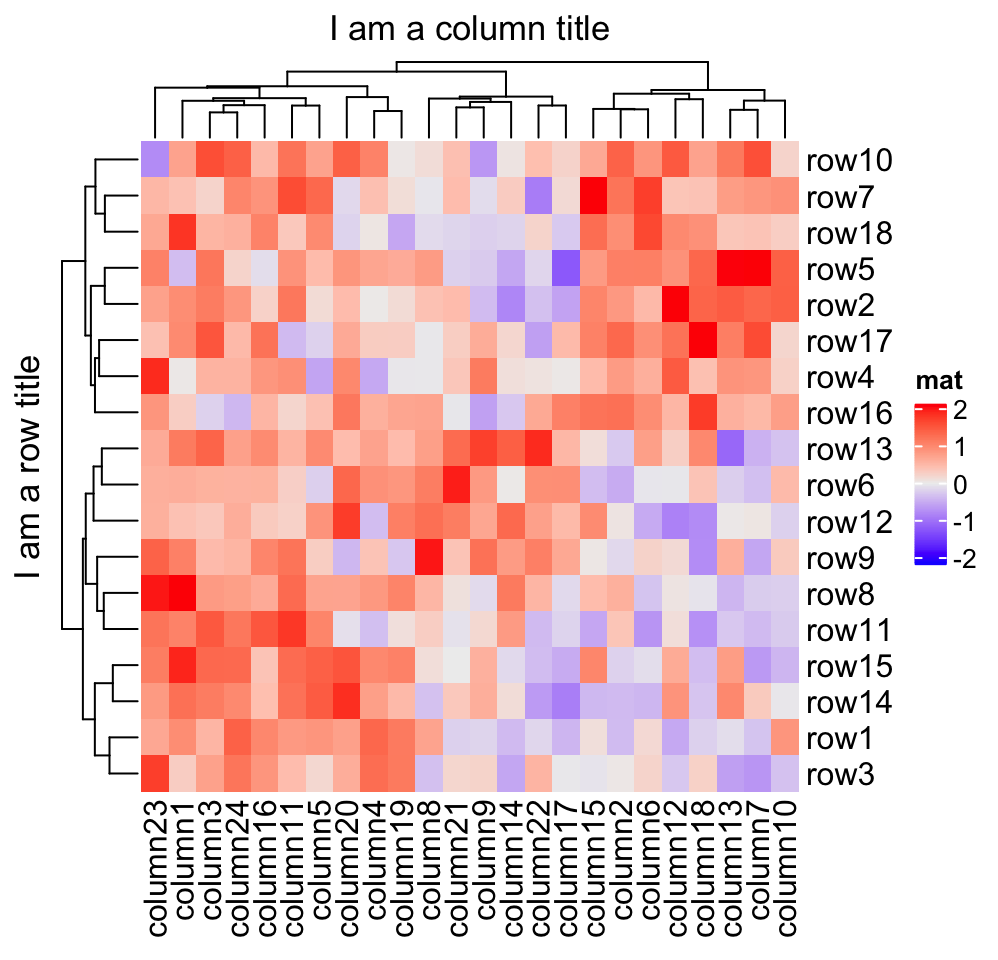 I am a column title
I am a row title
row10
row7
row18
row5
row2
row17
row4
row16
row13
row6
row12
row9
row8
row11
row15
row14
row1
row3
mat
2
1
0
-1
-2
column23
column1
column3
column24
column16
column11
column5
column20
column4
column19
column8
column21
column9
column14
column22
column17
column15
column2
column6
column12
column18
column13
column7
column10